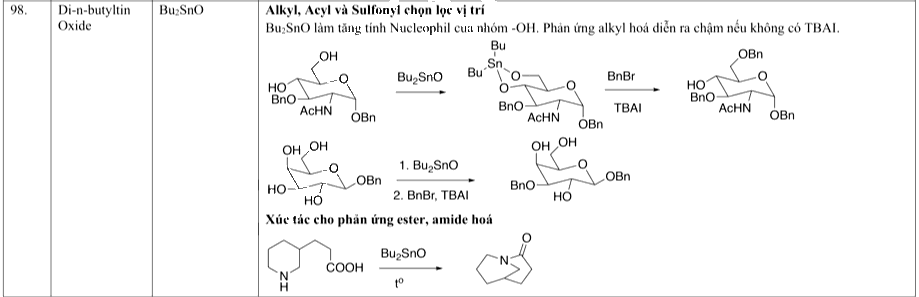 98. Di-n-butyltin Oxide Bu₂SnO Alkyl, Acyl và Sulfonyl chọn lọc vị trí
Bu₂SnO làm tăng tính Nucleophil của nhóm -OH. Phản ứng alkyl hoá diễn ra chậm nếu không có TBAI.
OH
O
HO
BnO
AcHN
OBn
Bu₂SnO
Bu
Bu
Sn
O
O
O
BnO
AcHN
OBn
BnBr
TBAI
OBn
O
HO
BnO
AcHN
OBn
OH
OH
O
HO
HO
OBn
1. Bu₂SnO
2. BnBr, TBAI
OH
OH
O
BnO
HO
OBn
Xúc tác cho phản ứng ester, amide hoá
N
H
COOH
Bu₂SnO
tº
O
N